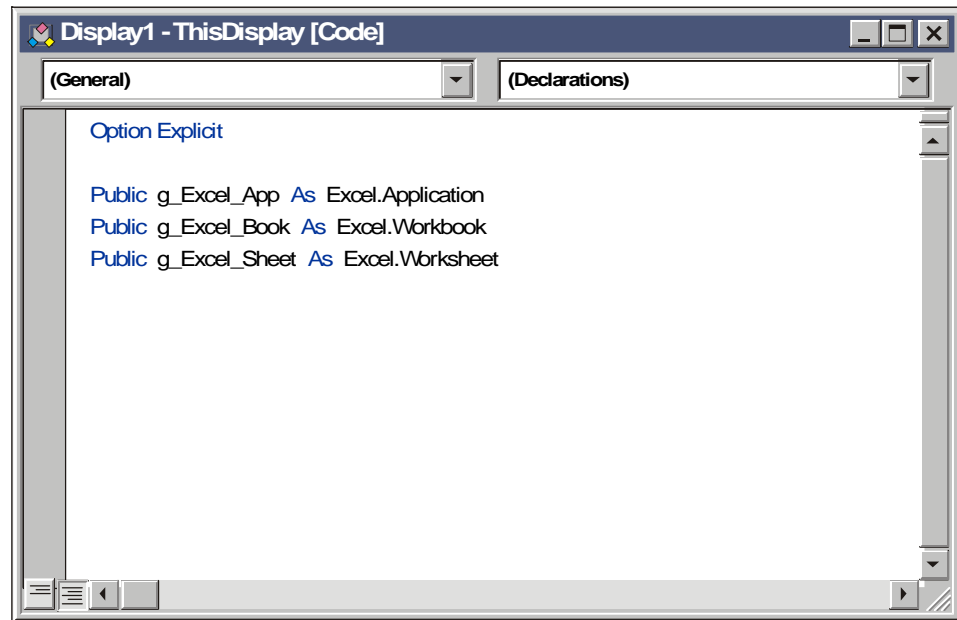 Display1 - ThisDisplay [Code]
(General) (Declarations)
Option Explicit
Public g_Excel_App As Excel.Application
Public g_Excel_Book As Excel.Workbook
Public g_Excel_Sheet As Excel.Worksheet